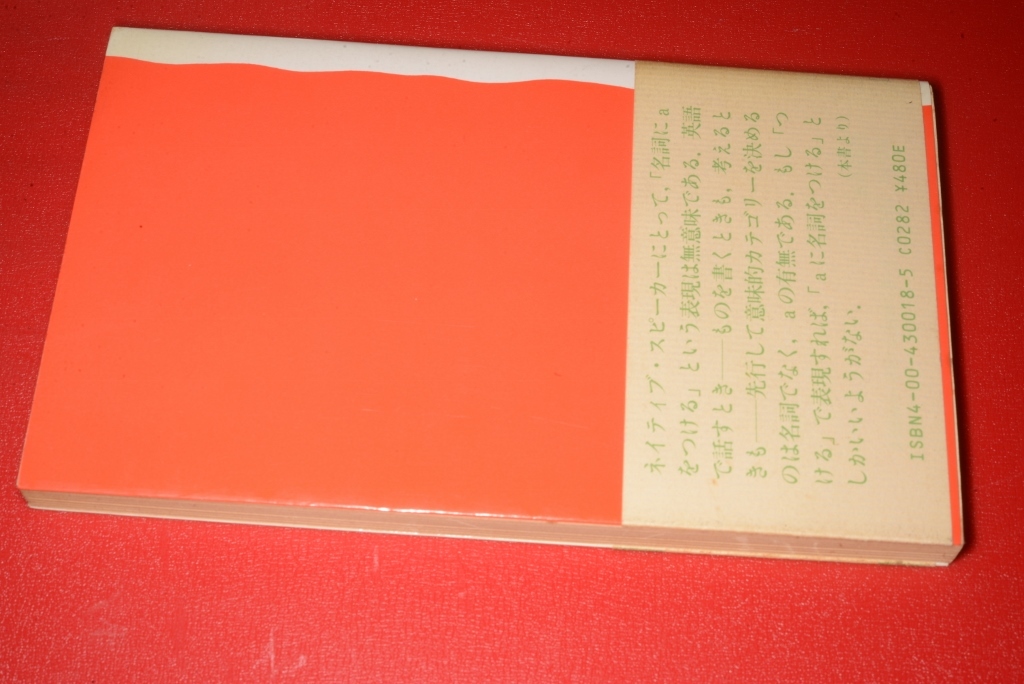 ネイティブ・スピーカーにとって,「名詞にa
をつける」という表現は無意味である．英語
で話すとき——ものを書くときも，考えると
きも——先行して意味的カテゴリーを決める
のは名詞でなく，aの有無である．もし「つ
ける」で表現すれば，「aに名詞をつける」と
しかいいようがない．
（本書より）
ISBN4-00-430018-5 C0282 ¥480E